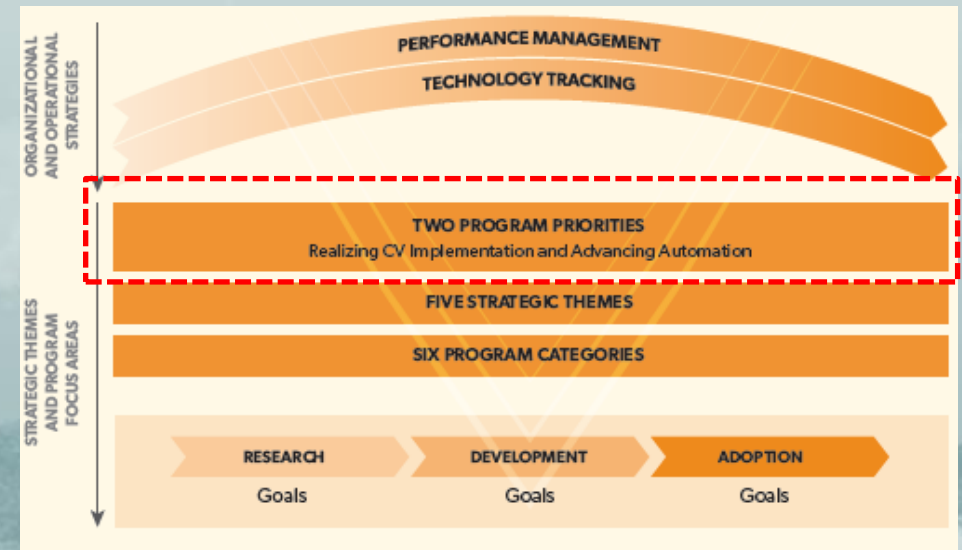 ORGANIZATIONAL
AND OPERATIONAL
STRATEGIES
PERFORMANCE MANAGEMENT
TECHNOLOGY TRACKING
STRATEGIC THEMES
AND PROGRAM
FOCUS AREAS
TWO PROGRAM PRIORITIES
Realizing CV Implementation and Advancing Automation
FIVE STRATEGIC THEMES
SIX PROGRAM CATEGORIES
RESEARCH
DEVELOPMENT
ADOPTION
Goals
Goals
Goals